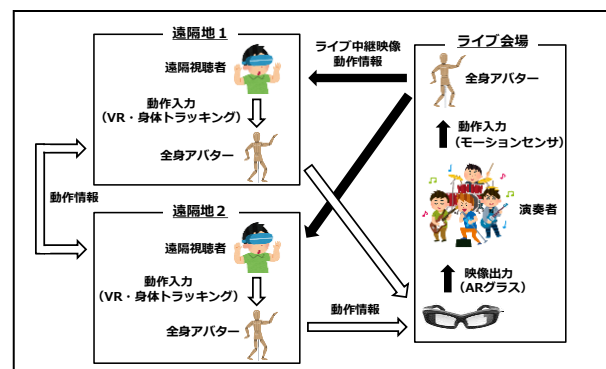 遠隔地1
遠隔視聴者
動作入力
（VR・身体トラッキング）
全身アバター
動作情報
遠隔地2
遠隔視聴者
動作入力
（VR・身体トラッキング）
全身アバター
ライブ中継映像
動作情報
動作情報
ライブ会場
全身アバター
動作入力
（モーションセンサ）
演奏者
映像出力
（ARグラス）